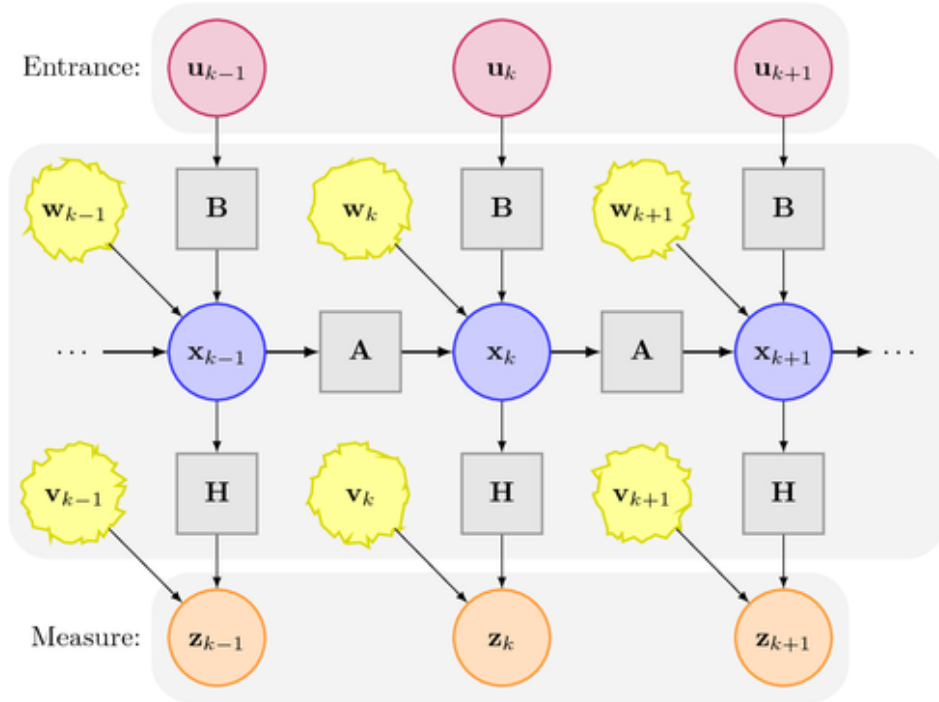 Entrance: u_{k−1} u_k u_{k+1}
w_{k−1} B w_k B w_{k+1} B
⋯ x_{k−1} A x_k A x_{k+1} ⋯
v_{k−1} H v_k H v_{k+1} H
Measure: z_{k−1} z_k z_{k+1}